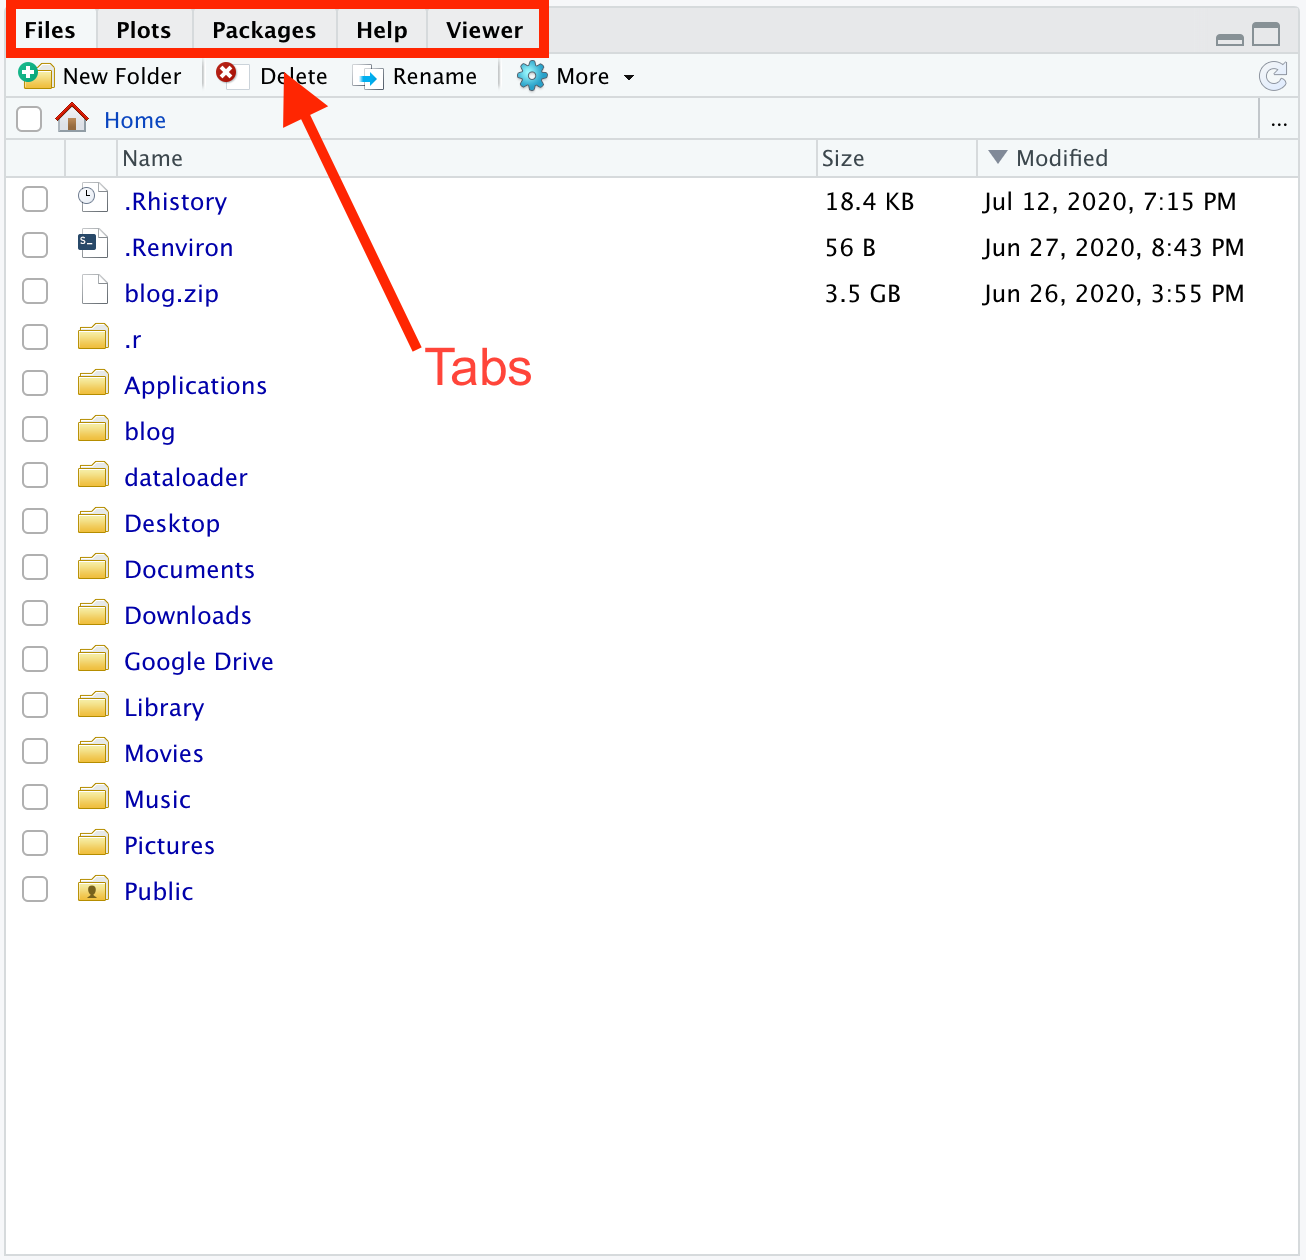 Files Plots Packages Help Viewer
New Folder Delete Rename More
Home ...
Name Size Modified
.Rhistory 18.4 KB Jul 12, 2020, 7:15 PM
S_ .Renviron 56 B Jun 27, 2020, 8:43 PM
blog.zip 3.5 GB Jun 26, 2020, 3:55 PM
.r
Tabs
Applications
blog
dataloader
Desktop
Documents
Downloads
Google Drive
Library
Movies
Music
Pictures
Public